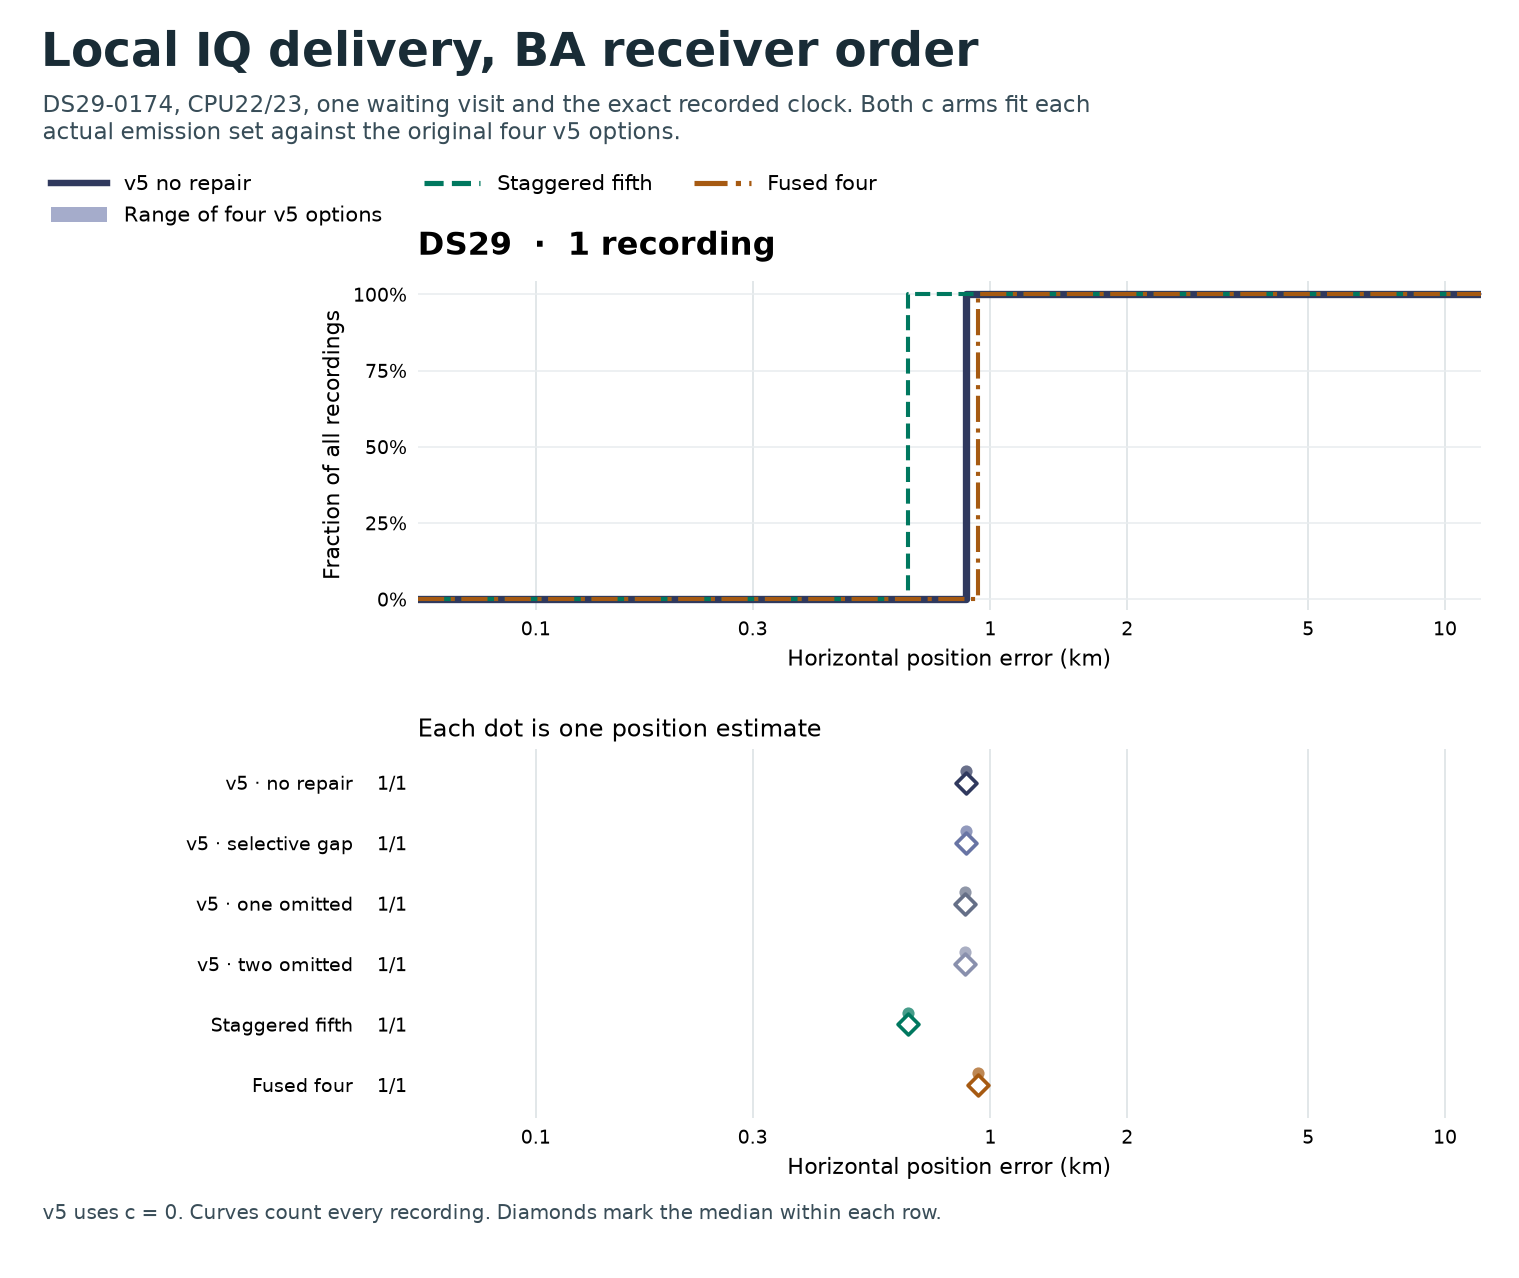 Local IQ delivery, BA receiver order
DS29-0174, CPU22/23, one waiting visit and the exact recorded clock. Both c arms fit each
actual emission set against the original four v5 options.
v5 no repair
Staggered fifth
Fused four
Range of four v5 options
DS29 · 1 recording
100%
75%
50%
25%
0%
Fraction of all recordings
0.1
0.3
1
2
5
10
Horizontal position error (km)
Each dot is one position estimate
v5 · no repair 1/1
v5 · selective gap 1/1
v5 · one omitted 1/1
v5 · two omitted 1/1
Staggered fifth 1/1
Fused four 1/1
0.1
0.3
1
2
5
10
Horizontal position error (km)
v5 uses c = 0. Curves count every recording. Diamonds mark the median within each row.